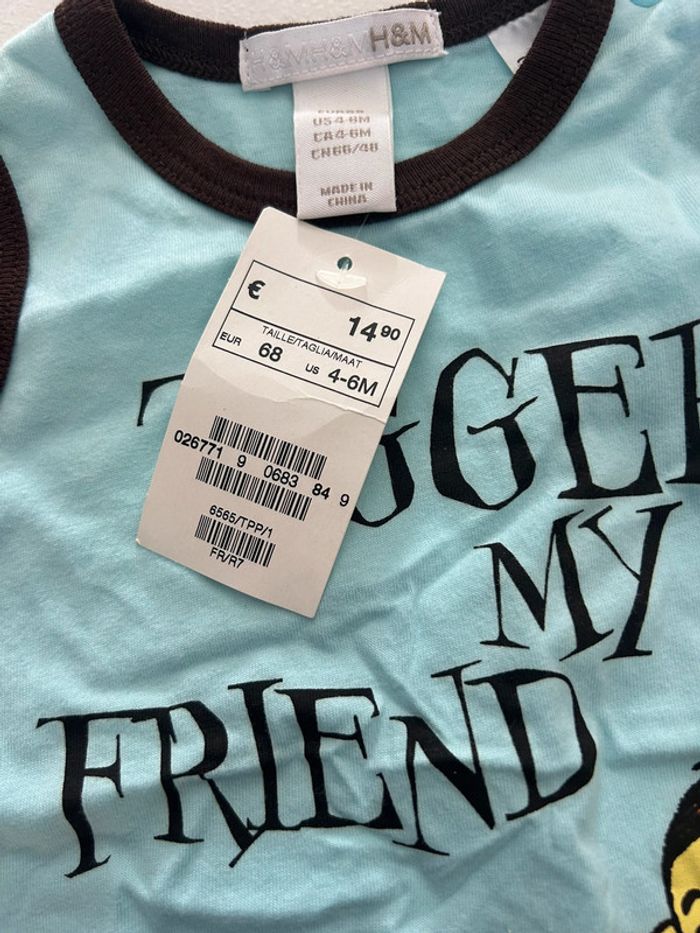 H&MH&MH&M
US4-6M
CA4-6M
CN66/48
MADE IN
CHINA
€
14 90
TAILLE/TAGLIA/MAAT
EUR 68 US 4-6M
026771 9 0683 84 9
6565/TPP/1
FR/R7
MY
FRIEND